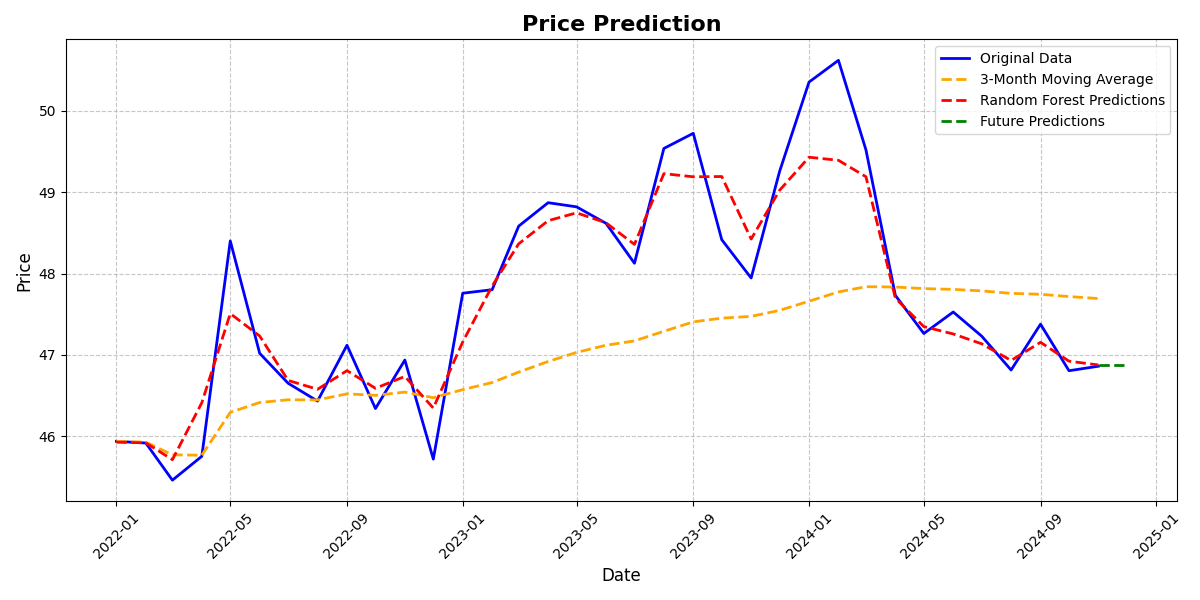 Price Prediction
Original Data
3-Month Moving Average
Random Forest Predictions
Future Predictions
Price
50
49
48
47
46
2022-01
2022-05
2022-09
2023-01
2023-05
2023-09
2024-01
2024-05
2024-09
2025-01
Date